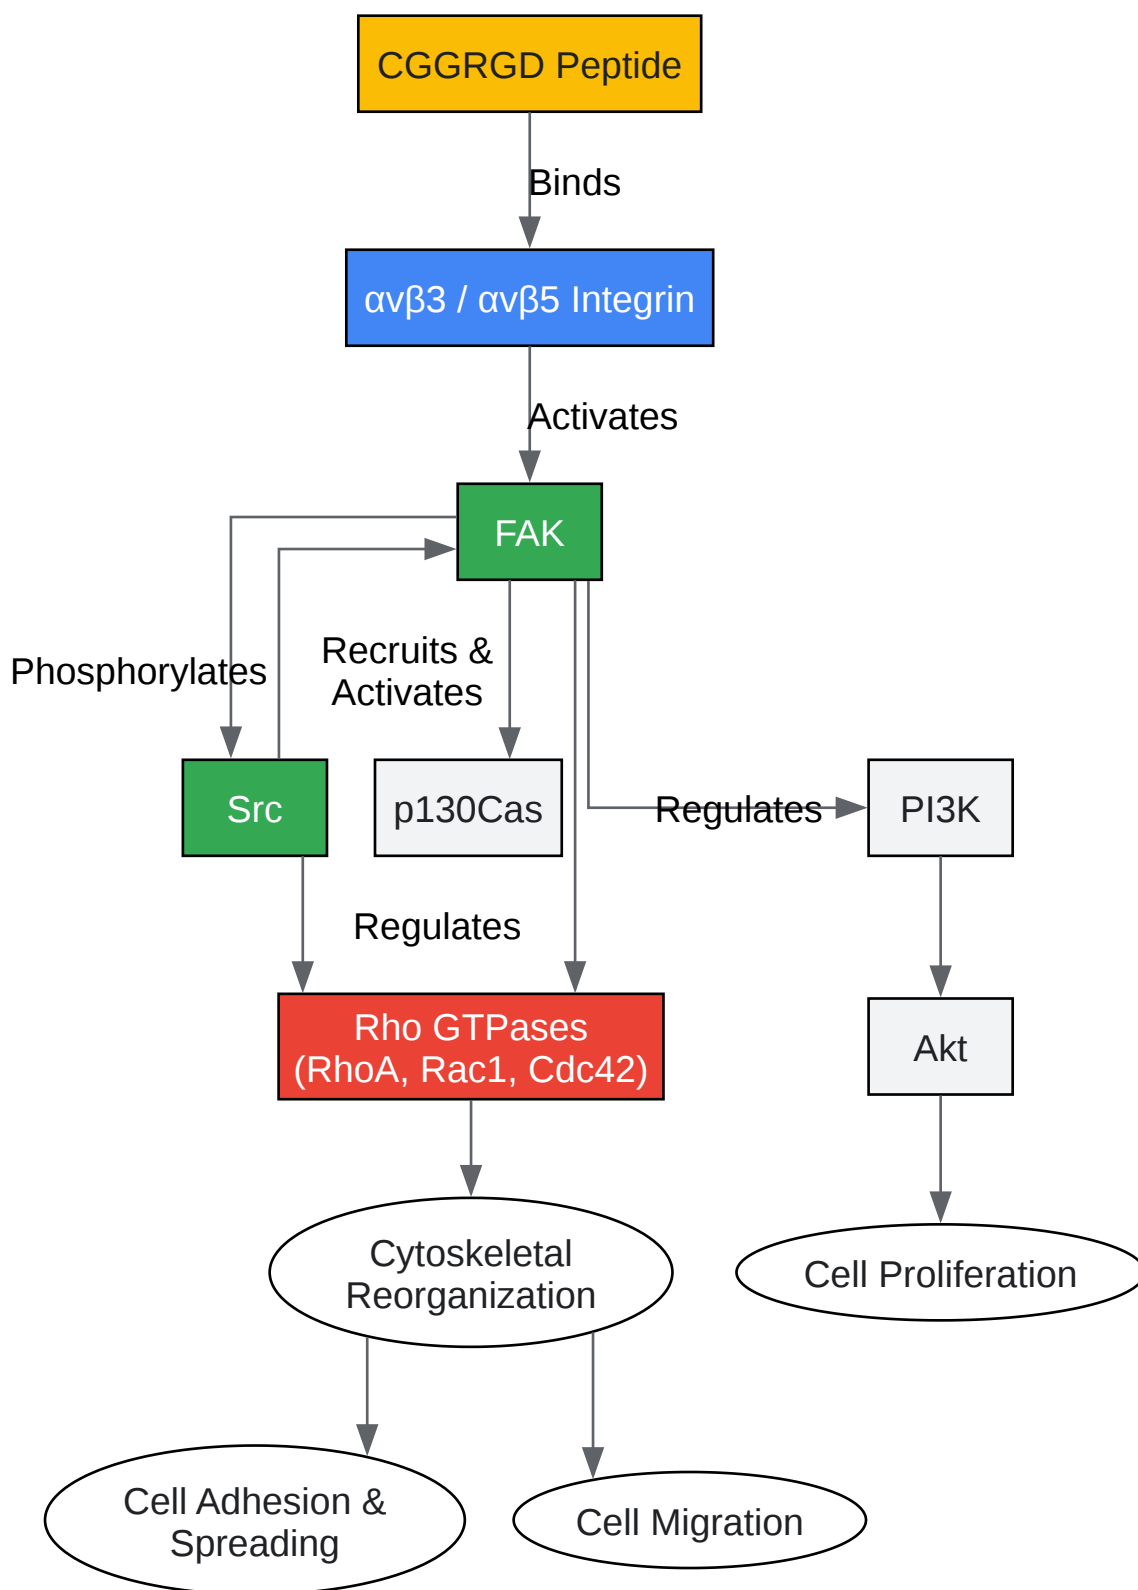 CGGRGD Peptide
Binds
αvβ3 / αvβ5 Integrin
Activates
FAK
Phosphorylates
Recruits &
Activates
Src
p130Cas
Regulates
PI3K
Regulates
Rho GTPases
(RhoA, Rac1, Cdc42)
Akt
Cytoskeletal
Reorganization
Cell Proliferation
Cell Adhesion &
Spreading
Cell Migration